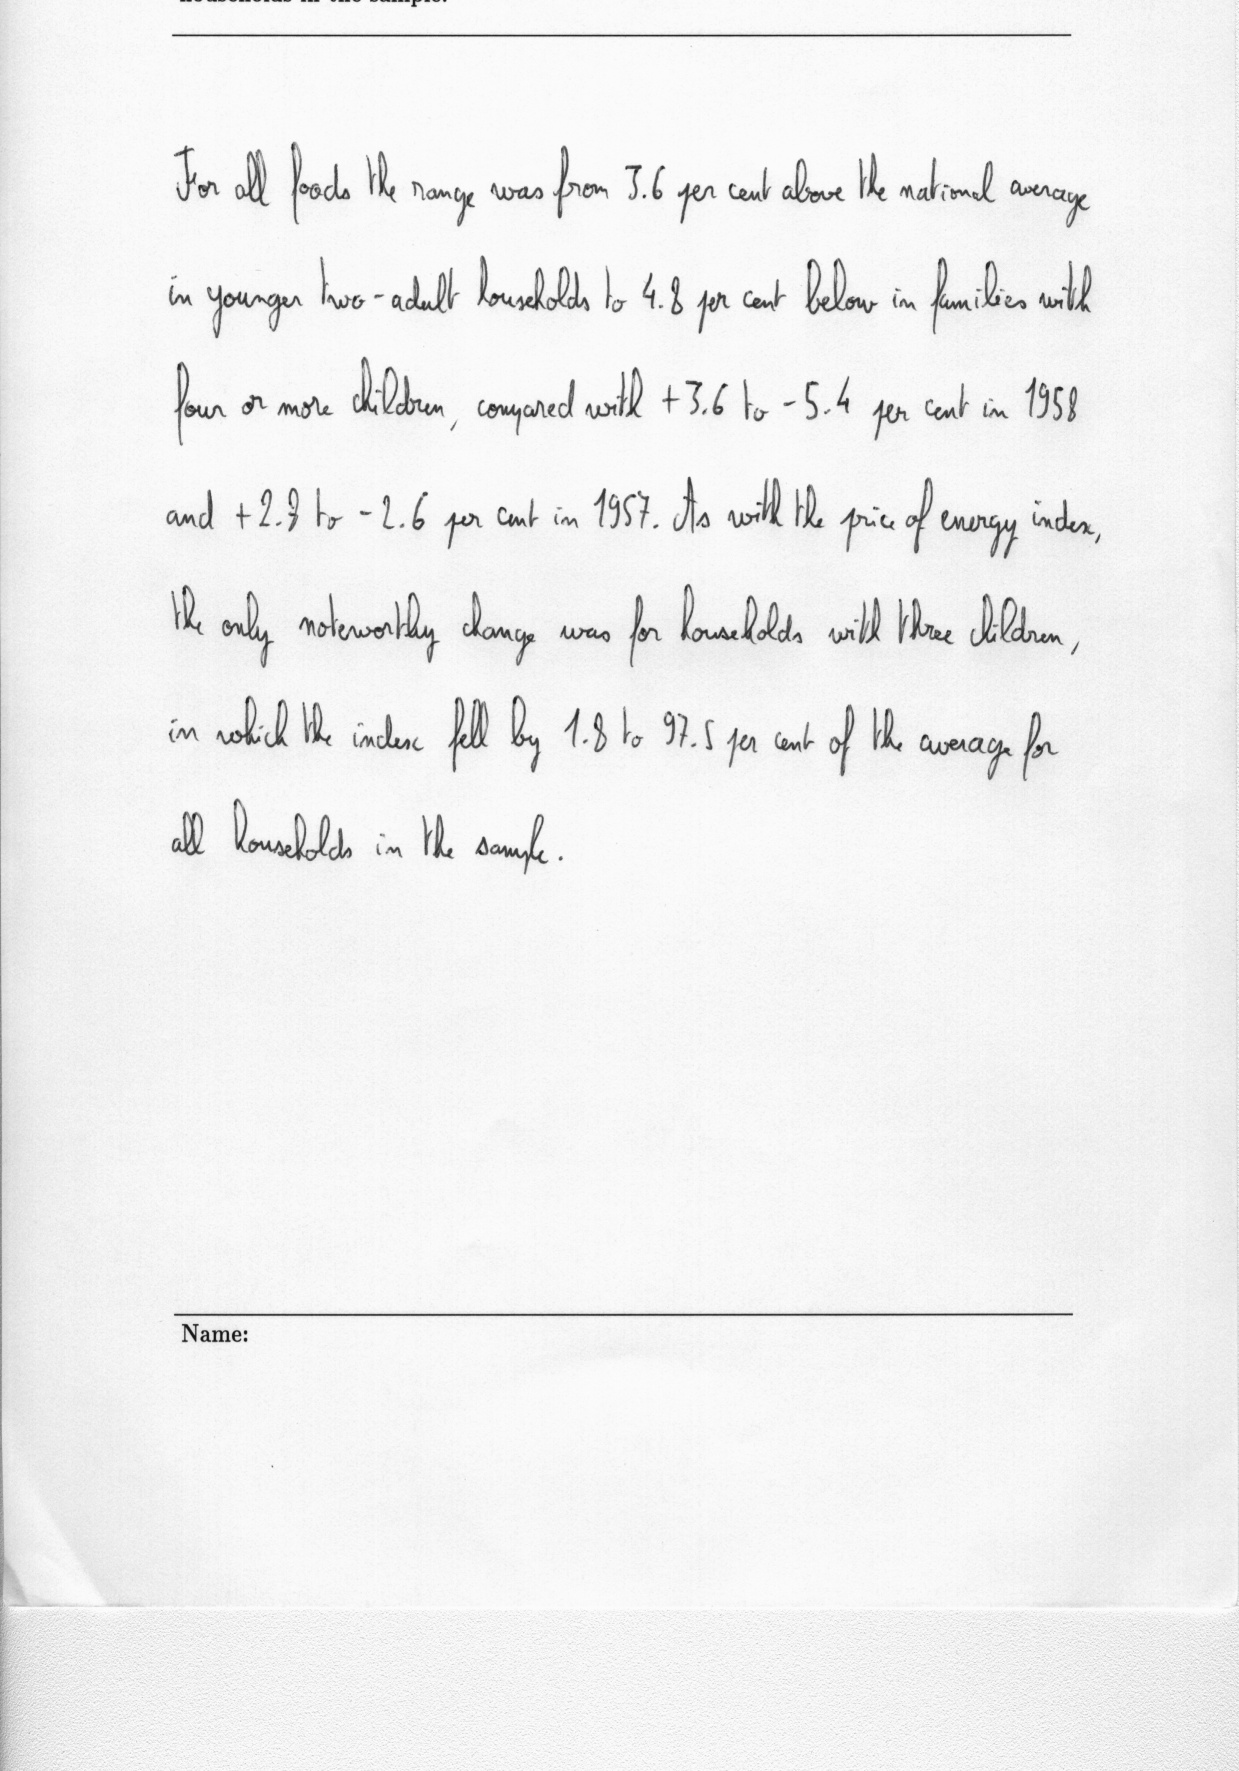 households in the sample.
For all foods the range was from 3.6 per cent above the national average
in younger two-adult households to 4.8 per cent below in families with
four or more children, compared with +3.6 to -5.4 per cent in 1958
and to -2.6 per cent in 1957. As with the price of energy index,
the only noteworthy change was for households with three children,
in which the index fell by 1.8 to 97.5 per cent of the average for
all households in the sample.
Name: